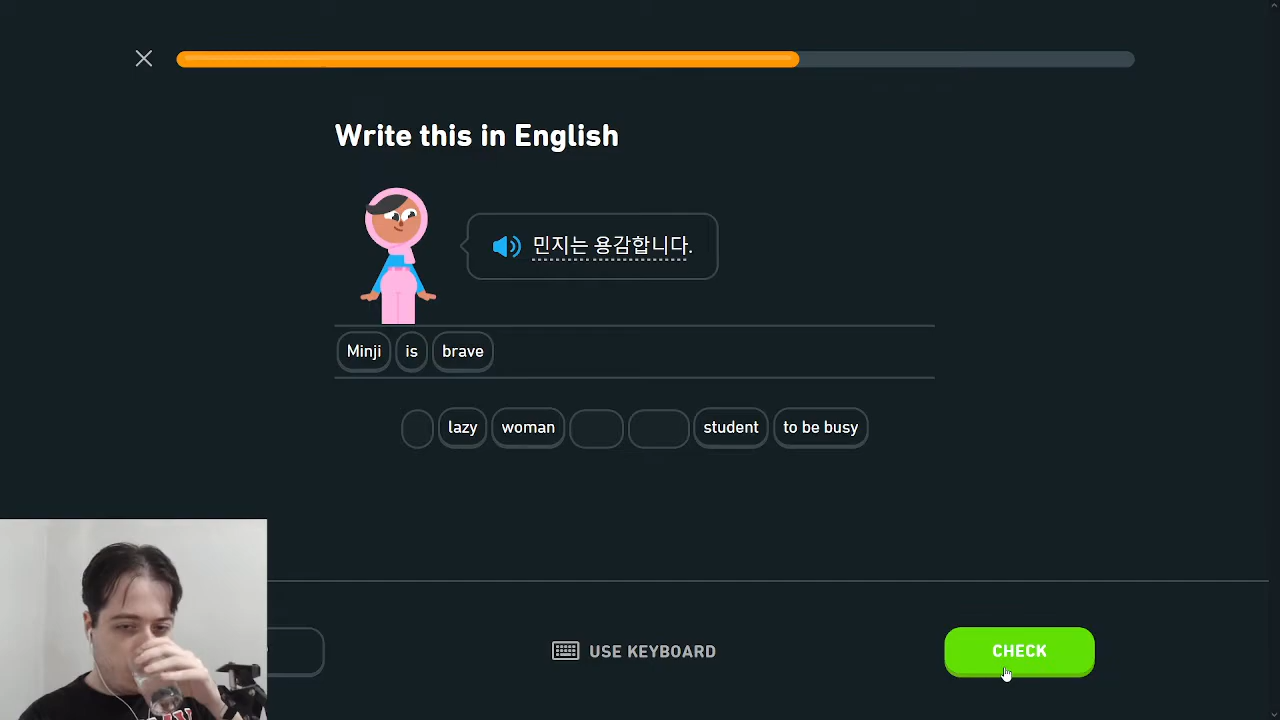 Write this in English
민지는 용감합니다.
Minji is brave
lazy woman student to be busy
USE KEYBOARD
CHECK